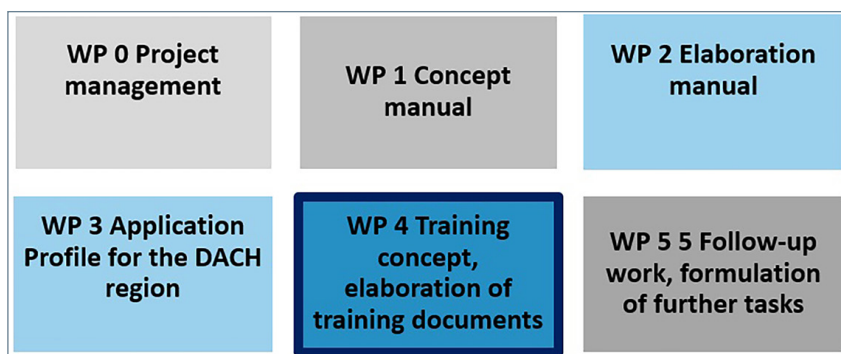 WP 0 Project
management
WP 1 Concept
manual
WP 2 Elaboration
manual
WP 3 Application
Profile for the DACH
region
WP 4 Training
concept,
elaboration of
training documents
WP 5 5 Follow-up
work, formulation
of further tasks